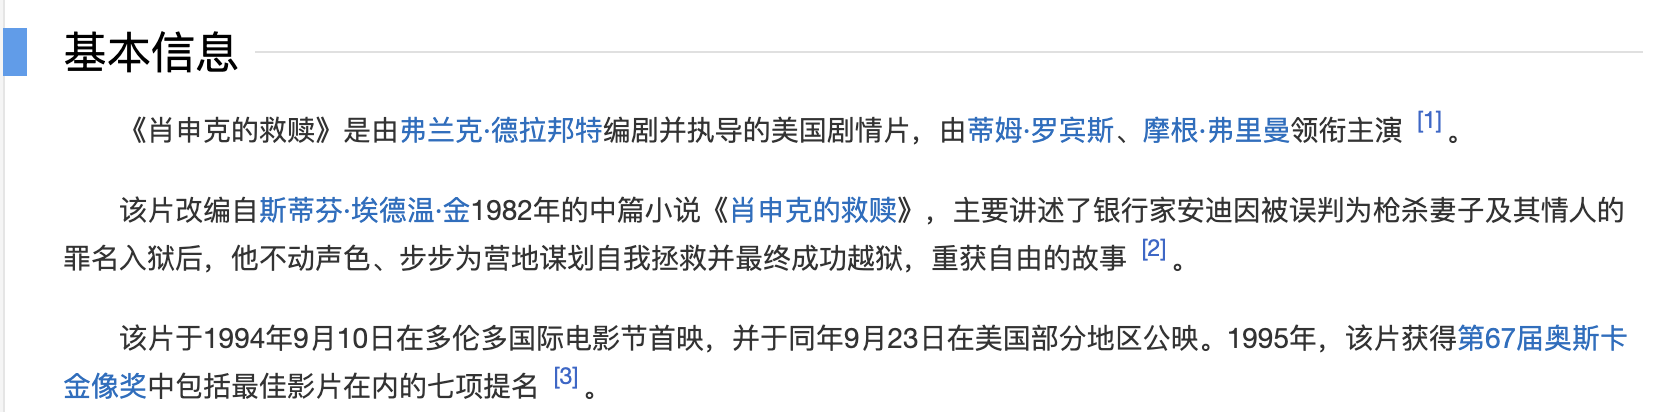 基本信息
《肖申克的救赎》是由弗兰克·德拉邦特编剧并执导的美国剧情片，由蒂姆·罗宾斯、摩根·弗里曼领衔主演 [1] 。
该片改编自斯蒂芬·埃德温·金1982年的中篇小说《肖申克的救赎》，主要讲述了银行家安迪因被误判为枪杀妻子及其情人的
罪名入狱后，他不动声色、步步为营地谋划自我拯救并最终成功越狱，重获自由的故事 [2] 。
该片于1994年9月10日在多伦多国际电影节首映，并于同年9月23日在美国部分地区公映。1995年，该片获得第67届奥斯卡
金像奖中包括最佳影片在内的七项提名 [3] 。